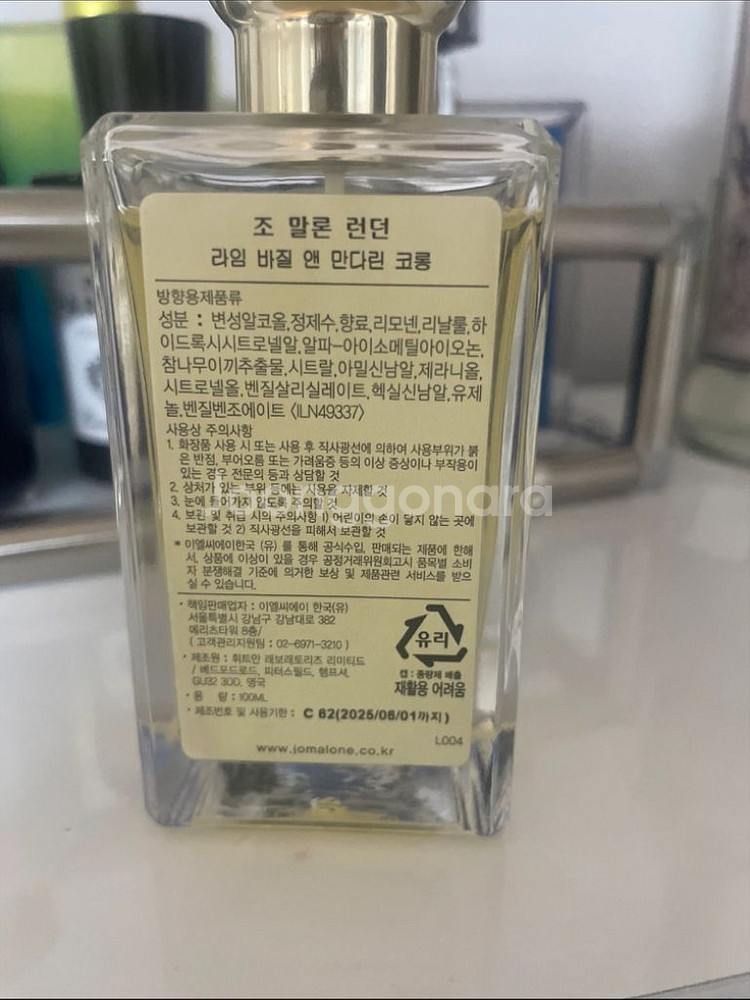 조 말론 런던
라임 바질 앤 만다린 코롱
방향용제품류
성분 : 변성알코올,정제수,향료,리모넨,리날룰,하
이드록시시트로넬알,알파-아이소메틸아이오논,
참나무이끼추출물,시트랄,아밀신남알,제라니올,
시트로넬올,벤질살리실레이트,헥실신남알,유제
놀,벤질벤조에이트 <ILN49337>
사용상 주의사항
1. 화장품 사용 시 또는 사용 후 직사광선에 의하여 사용부위가 붉
은 반점, 부어오름 또는 가려움증 등의 이상 증상이나 부작용이
있는 경우 전문의 등과 상담할 것
2. 상처가 있는 부위 등에는 사용을 자제할 것
3. 눈에 들어가지 않도록 주의할 것
4. 보관 및 취급 시의 주의사항 1) 어린이의 손이 닿지 않는 곳에
보관할 것 2) 직사광선을 피해서 보관할 것
* 이엘씨에이한국 (유) 를 통해 공식수입, 판매되는 제품에 한해
서, 상품에 이상이 있을 경우 공정거래위원회고시 품목별 소비
자 분쟁해결 기준에 의거한 보상 및 제품관련 서비스를 받으
실 수 있습니다.
• 책임판매업자 : 이엘씨에이 한국(유)
서울특별시 강남구 강남대로 382
메리츠타워 8층/
( 고객관리지원팀 : 02-6971-3210 )
• 제조원 : 휘트만 래보래토리즈 리미티드
/ 베드포드로드, 피터스필드, 햄프셔,
GU32 3DD, 영국
• 용 량 : 100ML
• 제조번호 및 사용기한 : C 62(2025/06/01까지)
유리
캡 : 종량제 배출
재활용 어려움
L004
www.jomalone.co.kr
Joongonara